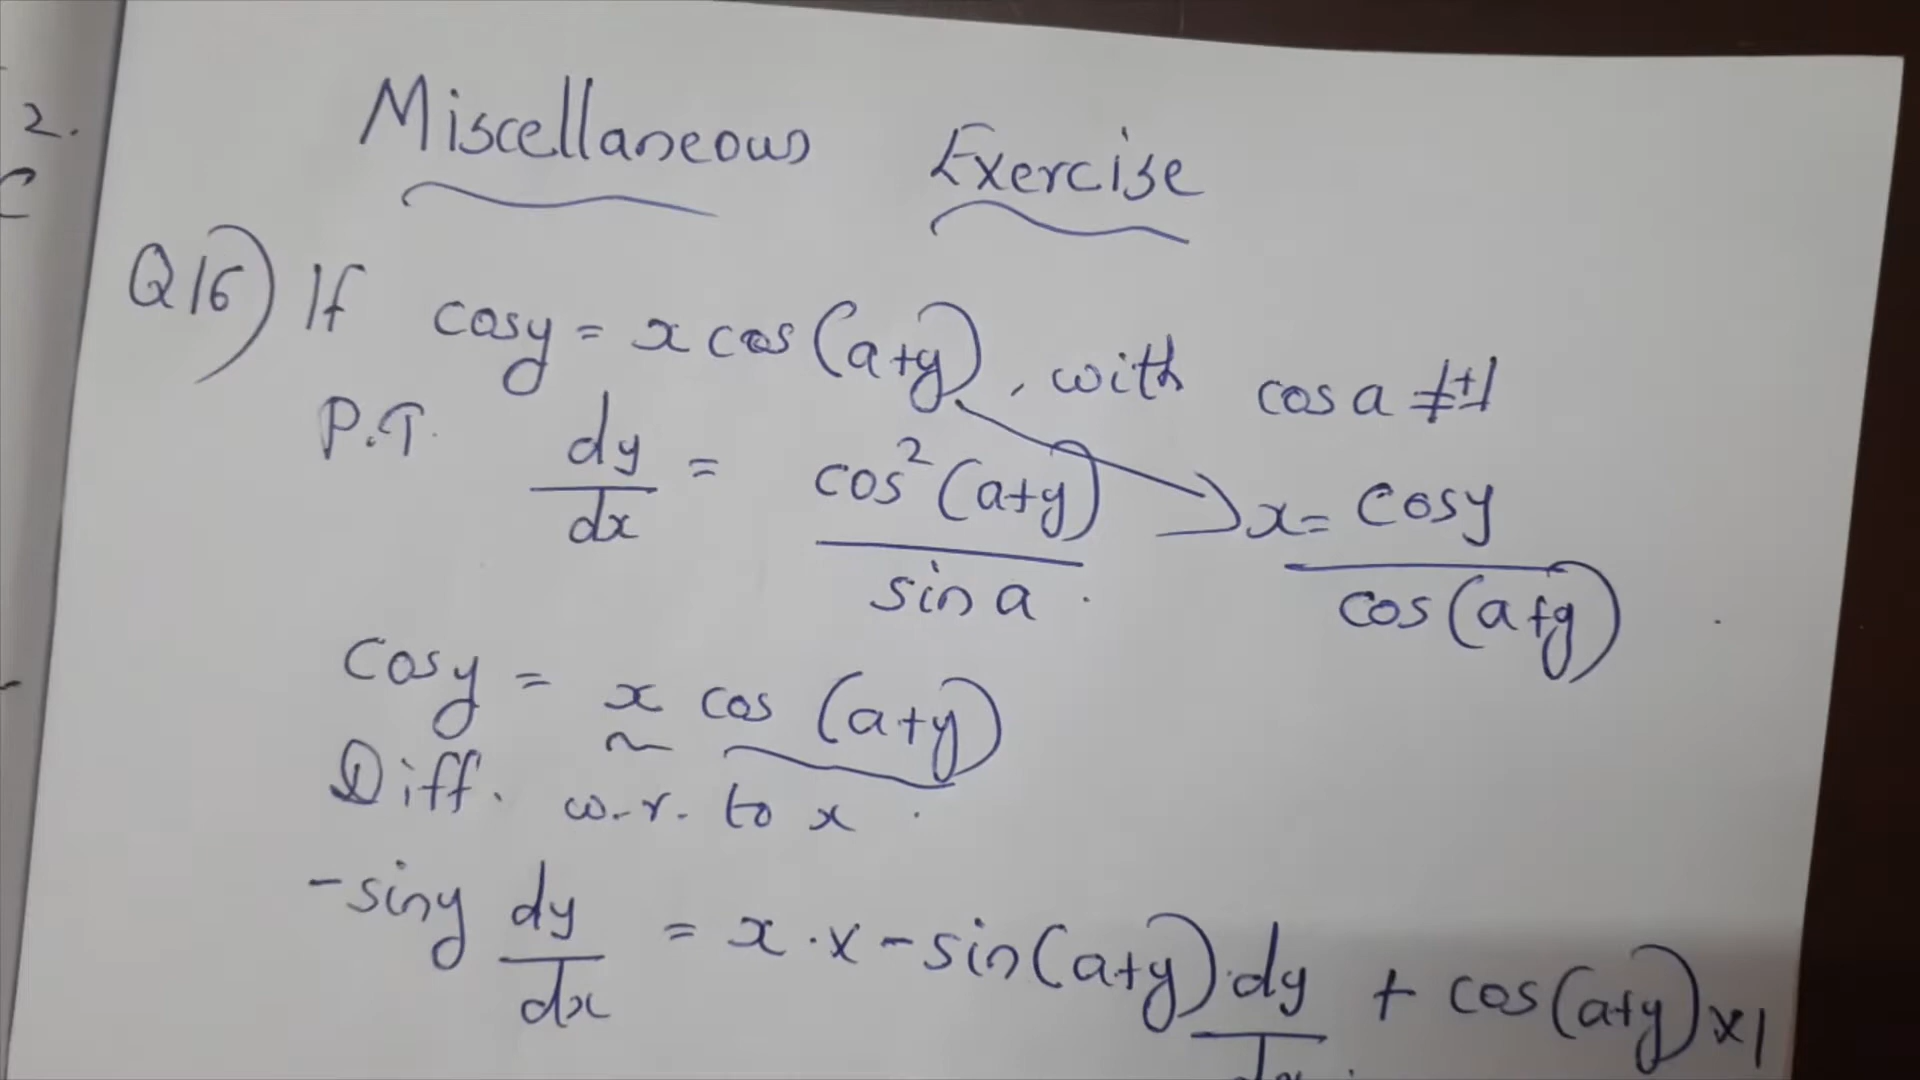 2.
Miscellaneous Exercise
Q16) If cosy = x cos(a+y), with cos a ≠ ±1
P.T. dy/dx = cos²(a+y)/sin a .
x = cosy/cos(a+y)
Cosy = x cos (a+y)
Diff. w.r. to x .
-siny dy/dx = x · x - sin(a+y) · dy/dx + cos(a+y) x 1